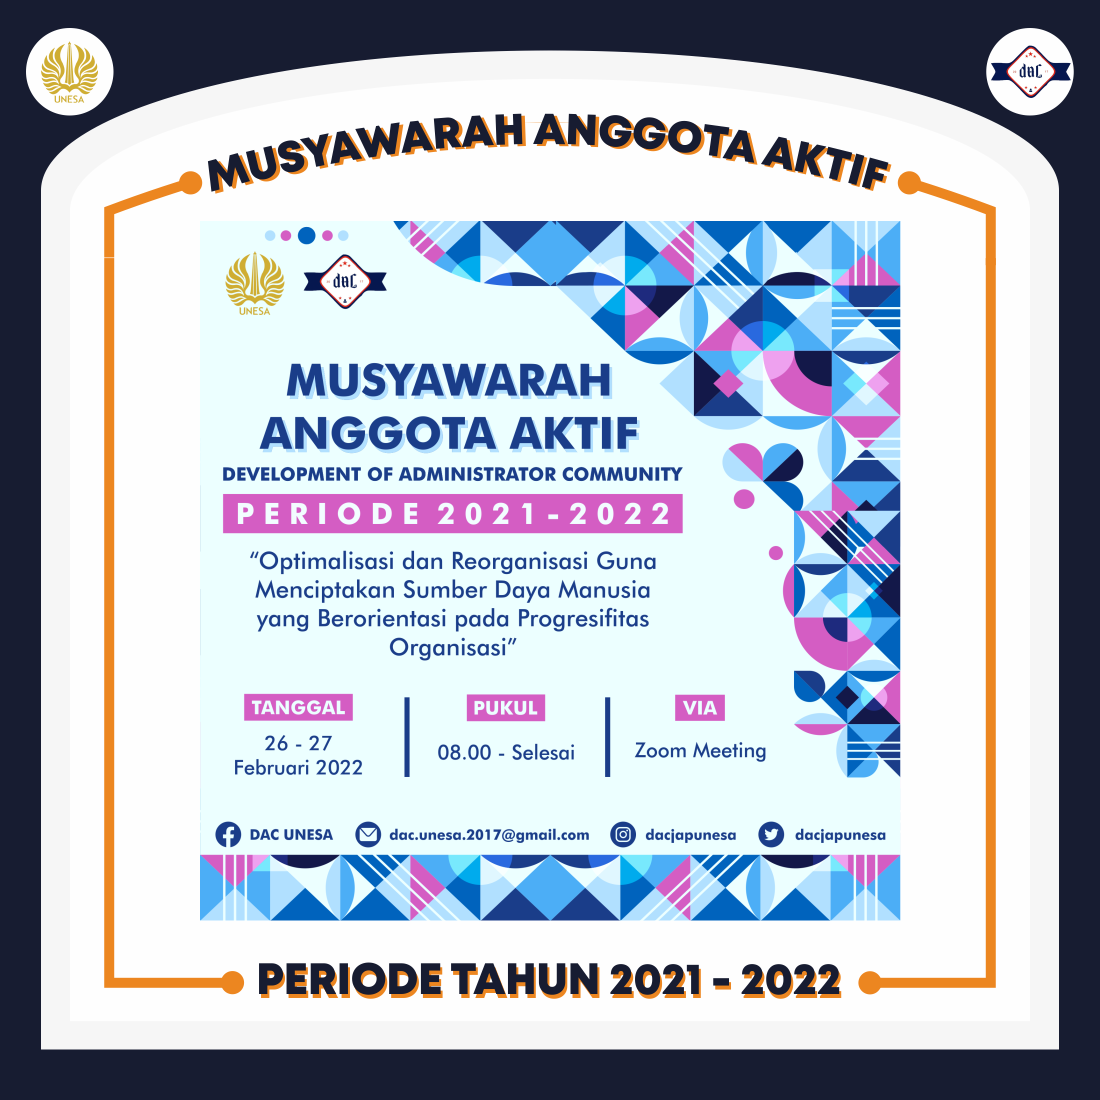 UNESA
dac
MUSYAWARAH ANGGOTA AKTIF
UNESA
dac
MUSYAWARAH
ANGGOTA AKTIF
DEVELOPMENT OF ADMINISTRATOR COMMUNITY
PERIODE 2021-2022
“Optimalisasi dan Reorganisasi Guna
Menciptakan Sumber Daya Manusia
yang Berorientasi pada Progresifitas
Organisasi”
TANGGAL
26 - 27
Februari 2022
PUKUL
08.00 - Selesai
VIA
Zoom Meeting
DAC UNESA
dac.unesa.2017@gmail.com
dacjapunesa
dacjapunesa
PERIODE TAHUN 2021 - 2022